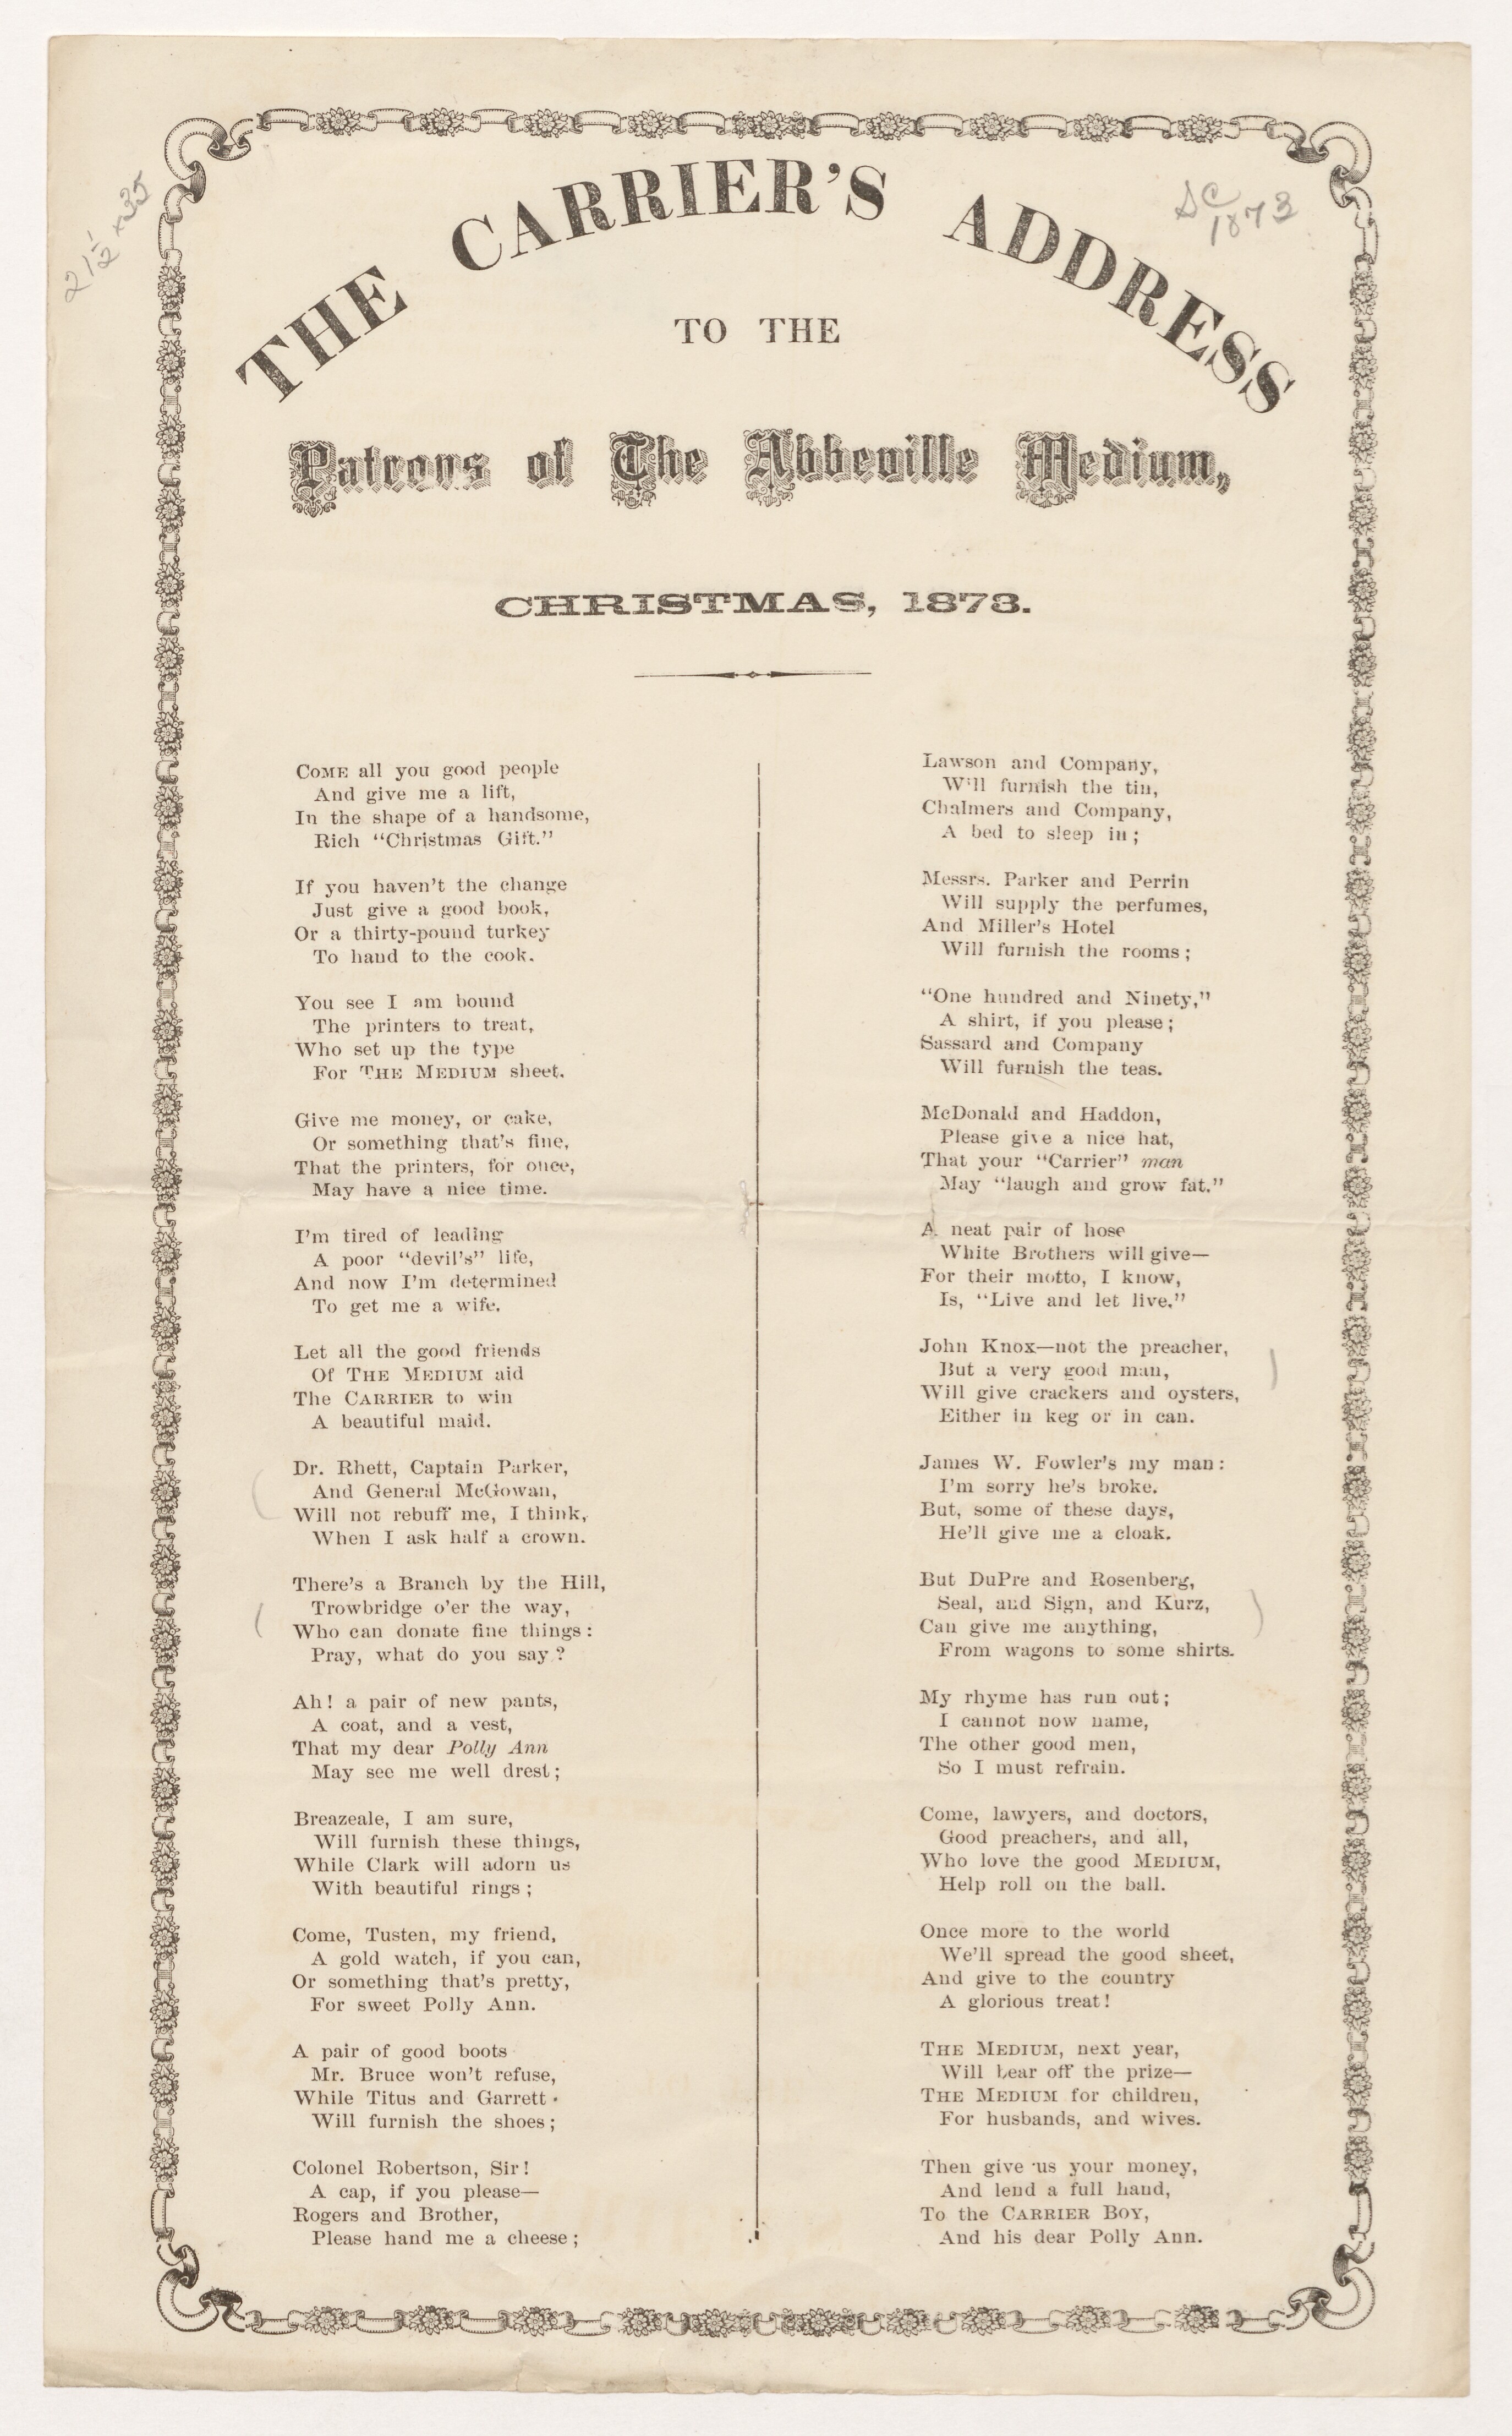 21½ x 35
SC
1873
THE CARRIER'S ADDRESS
TO THE
Patrons of The Abbeville Medium,
CHRISTMAS, 1873.
COME all you good people
And give me a lift,
In the shape of a handsome,
Rich “Christmas Gift.”
If you haven't the change
Just give a good book,
Or a thirty-pound turkey
To hand to the cook.
You see I am bound
The printers to treat,
Who set up the type
For THE MEDIUM sheet.
Give me money, or cake,
Or something that's fine,
That the printers, for once,
May have a nice time.
I'm tired of leading
A poor “devil's” life,
And now I'm determined
To get me a wife.
Let all the good friends
Of THE MEDIUM aid
The CARRIER to win
A beautiful maid.
Dr. Rhett, Captain Parker,
And General McGowan,
Will not rebuff me, I think,
When I ask half a crown.
There's a Branch by the Hill,
Trowbridge o'er the way,
Who can donate fine things:
Pray, what do you say?
Ah! a pair of new pants,
A coat, and a vest,
That my dear Polly Ann
May see me well drest;
Breazeale, I am sure,
Will furnish these things,
While Clark will adorn us
With beautiful rings;
Come, Tusten, my friend,
A gold watch, if you can,
Or something that's pretty,
For sweet Polly Ann.
A pair of good boots
Mr. Bruce won't refuse,
While Titus and Garrett
Will furnish the shoes;
Colonel Robertson, Sir!
A cap, if you please—
Rogers and Brother,
Please hand me a cheese;
Lawson and Company,
Will furnish the tin,
Chalmers and Company,
A bed to sleep in;
Messrs. Parker and Perrin
Will supply the perfumes,
And Miller's Hotel
Will furnish the rooms;
“One hundred and Ninety,”
A shirt, if you please;
Sassard and Company
Will furnish the teas.
McDonald and Haddon,
Please give a nice hat,
That your “Carrier” man
May “laugh and grow fat.”
A neat pair of hose
White Brothers will give—
For their motto, I know,
Is, “Live and let live.”
John Knox—not the preacher,
But a very good man,
Will give crackers and oysters,
Either in keg or in can.
James W. Fowler's my man:
I'm sorry he's broke.
But, some of these days,
He'll give me a cloak.
But DuPre and Rosenberg,
Seal, and Sign, and Kurz,
Can give me anything,
From wagons to some shirts.
My rhyme has run out;
I cannot now name,
The other good men,
So I must refrain.
Come, lawyers, and doctors,
Good preachers, and all,
Who love the good MEDIUM,
Help roll on the ball.
Once more to the world
We'll spread the good sheet,
And give to the country
A glorious treat!
THE MEDIUM, next year,
Will bear off the prize—
THE MEDIUM for children,
For husbands, and wives.
Then give us your money,
And lend a full hand,
To the CARRIER BOY,
And his dear Polly Ann.